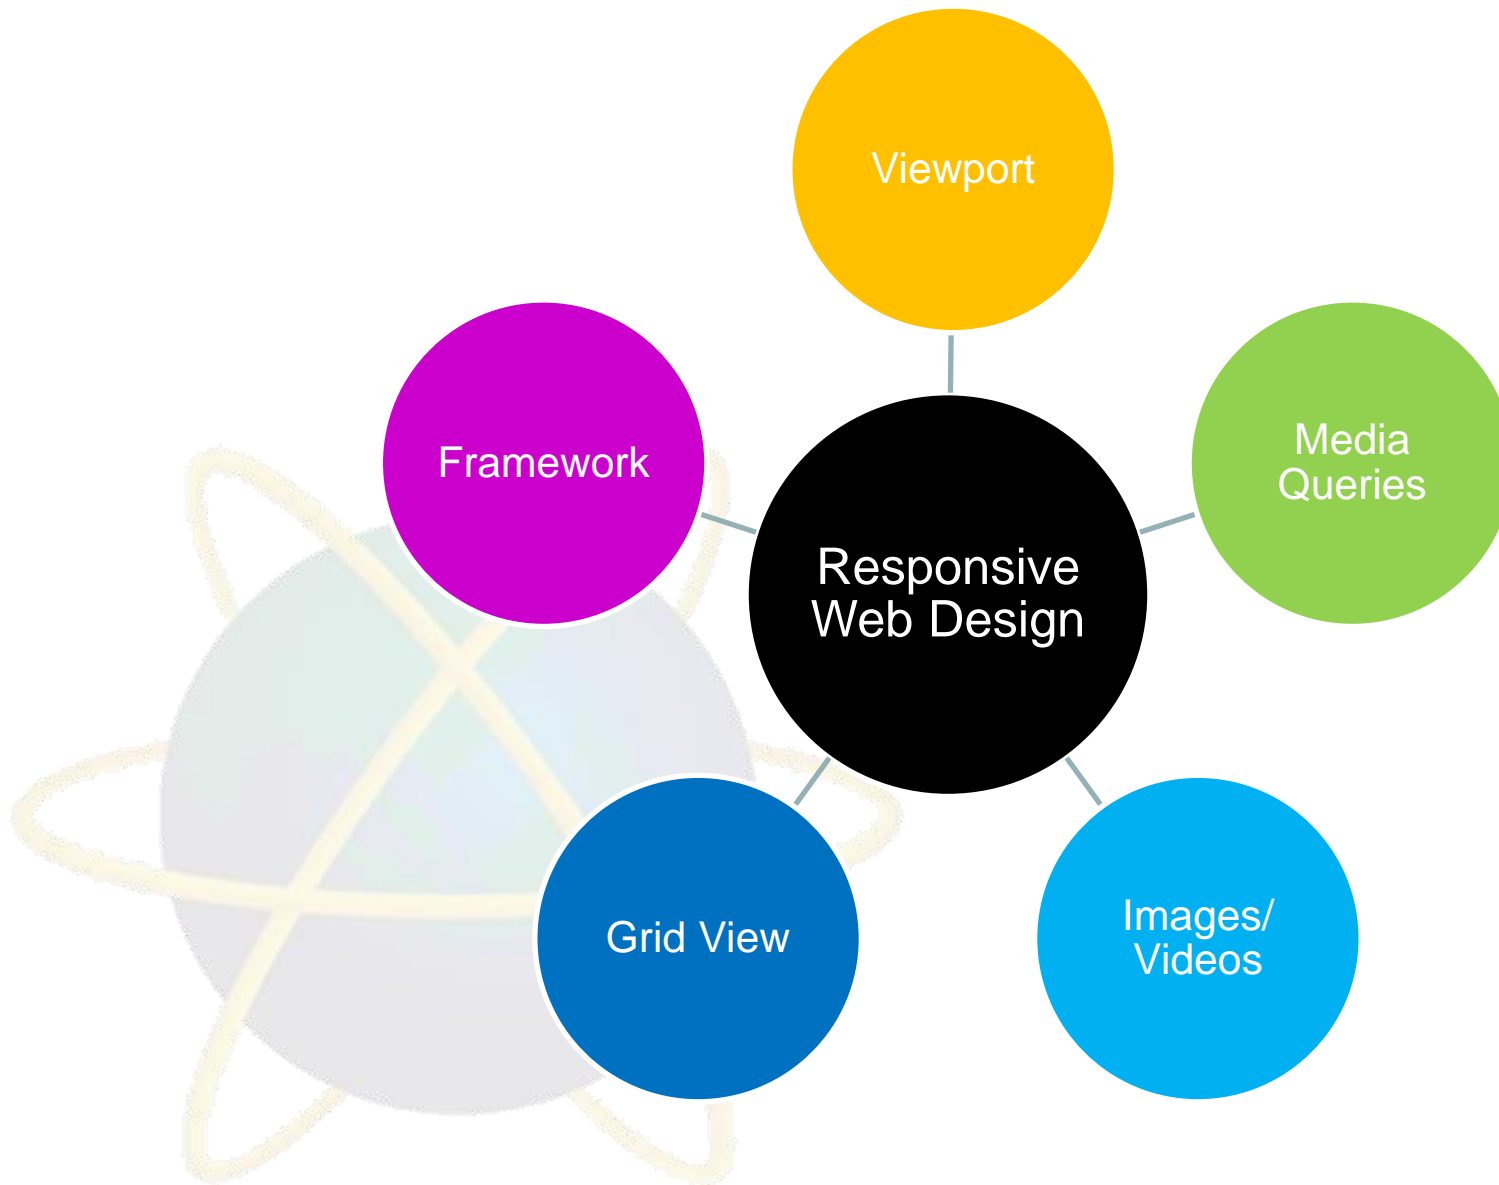 Viewport
Media
Queries
Framework
Responsive
Web Design
Images/
Videos
Grid View